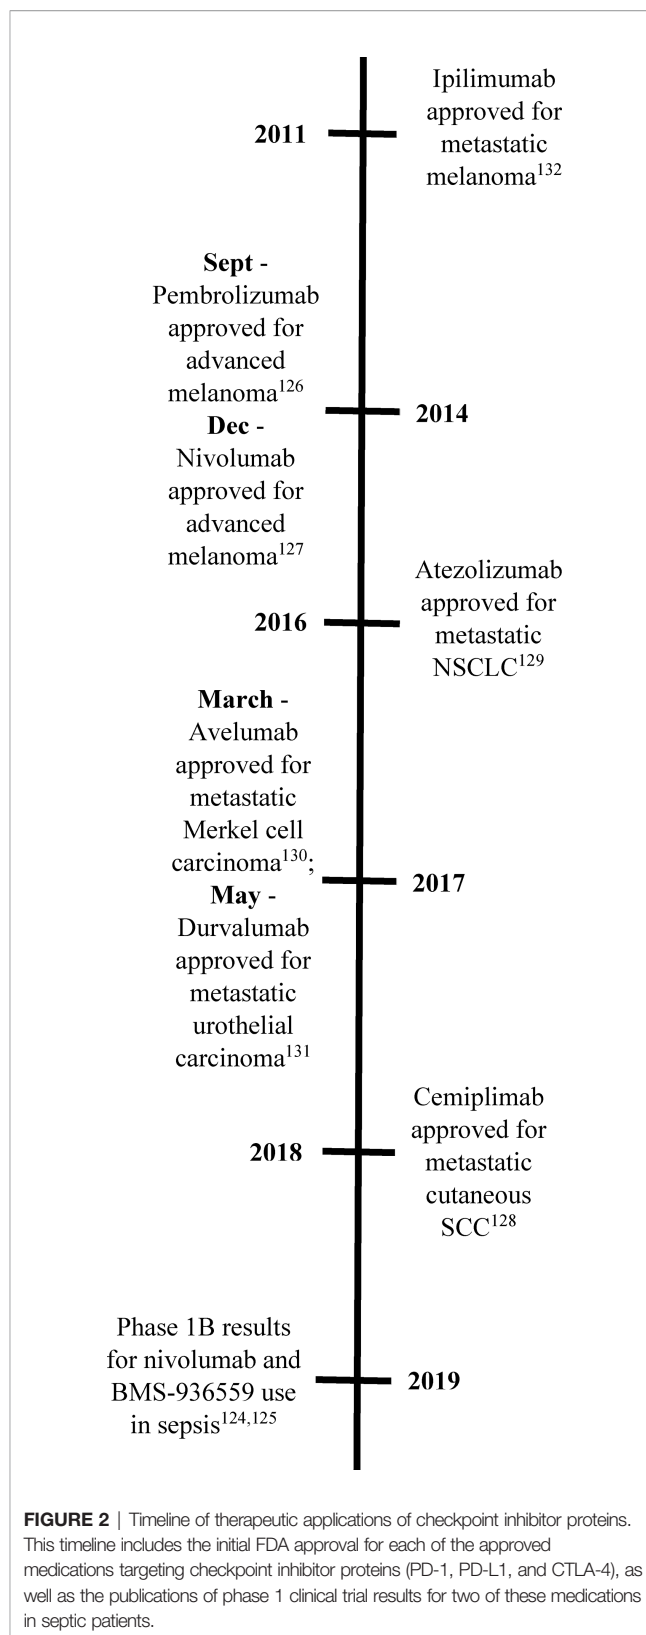 Ipilimumab
approved for
metastatic
melanoma132
2011
Sept -
Pembrolizumab
approved for
advanced
melanoma126
2014
Dec -
Nivolumab
approved for
advanced
melanoma127
Atezolizumab
approved for
metastatic
NSCLC129
2016
March -
Avelumab
approved for
metastatic
Merkel cell
carcinoma130;
2017
May -
Durvalumab
approved for
metastatic
urothelial
carcinoma131
Cemiplimab
approved for
metastatic
cutaneous
SCC128
2018
Phase 1B results
for nivolumab and
BMS-936559 use
in sepsis124,125
2019
FIGURE 2 | Timeline of therapeutic applications of checkpoint inhibitor proteins.
This timeline includes the initial FDA approval for each of the approved
medications targeting checkpoint inhibitor proteins (PD-1, PD-L1, and CTLA-4), as
well as the publications of phase 1 clinical trial results for two of these medications
in septic patients.